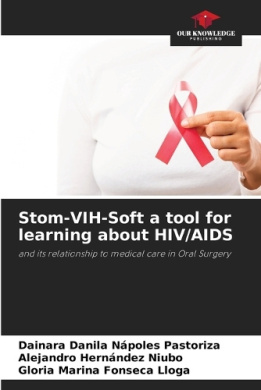 OUR KNOWLEDGE
PUBLISHING
Stom-VIH-Soft a tool for
learning about HIV/AIDS
and its relationship to medical care in Oral Surgery
Dainara Danila Nápoles Pastoriza
Alejandro Hernández Niubo
Gloria Marina Fonseca Lloga